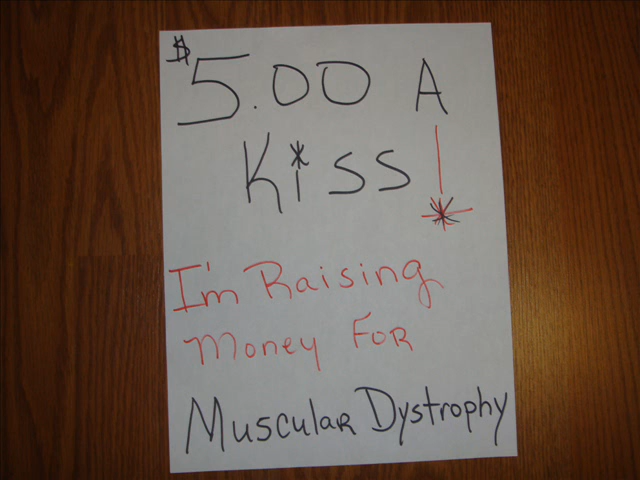 $5.00 A
Kiss!
I'm Raising
Money For
Muscular Dystrophy